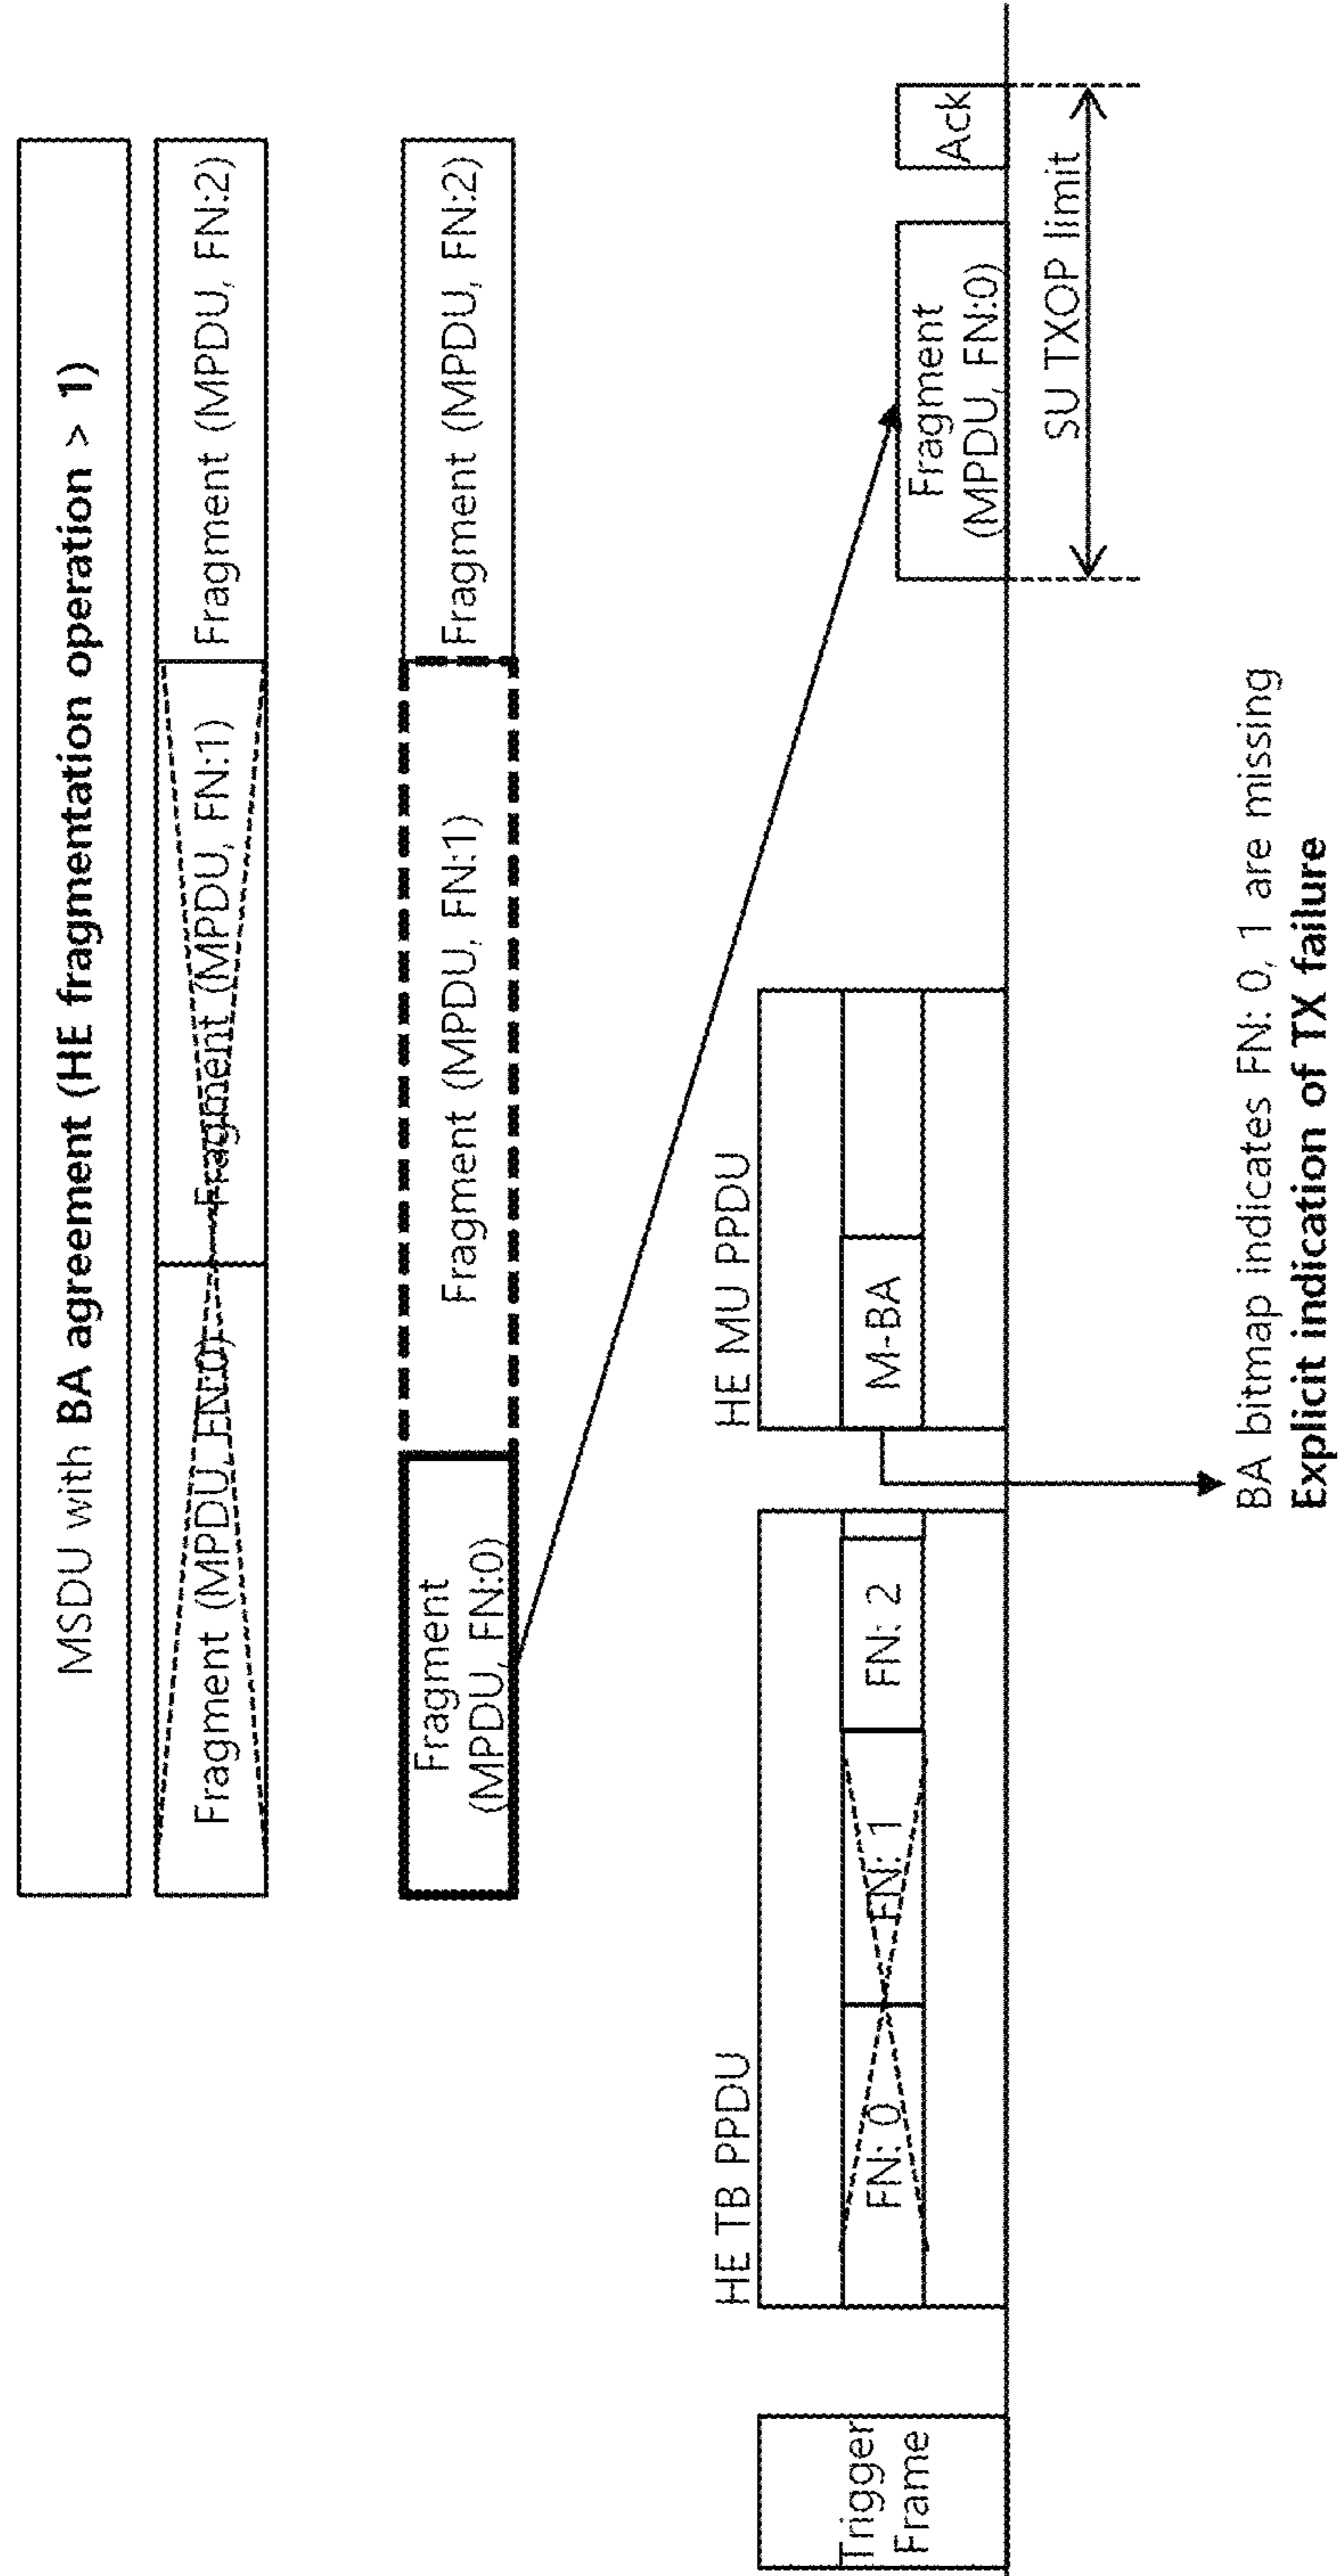 MSDU with BA agreement (HE fragmentation operation > 1)
Fragment (MPDU, FN:0)
Fragment (MPDU, FN:1)
Fragment (MPDU, FN:2)
Fragment
(MPDU, FN:0)
Fragment (MPDU, FN:1)
Fragment (MPDU, FN:2)
Trigger
Frame
HE TB PPDU
FN: 0
FN: 1
FN: 2
HE MU PPDU
M-BA
Fragment
(MPDU, FN:0)
Ack
SU TXOP limit
BA bitmap indicates FN: 0, 1 are missing
Explicit indication of TX failure